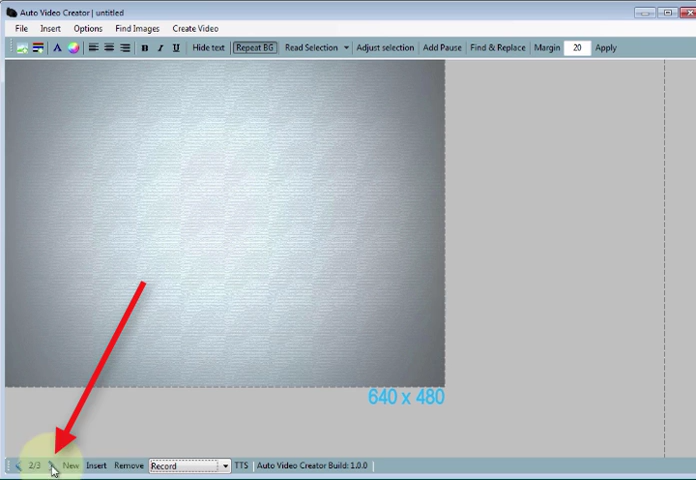 Auto Video Creator | untitled
File Insert Options Find Images Create Video
A B I U Hide text Repeat BG Read Selection Adjust selection Add Pause Find & Replace Margin 20 Apply
640 x 480
2/3 New Insert Remove Record TTS Auto Video Creator Build: 1.0.0